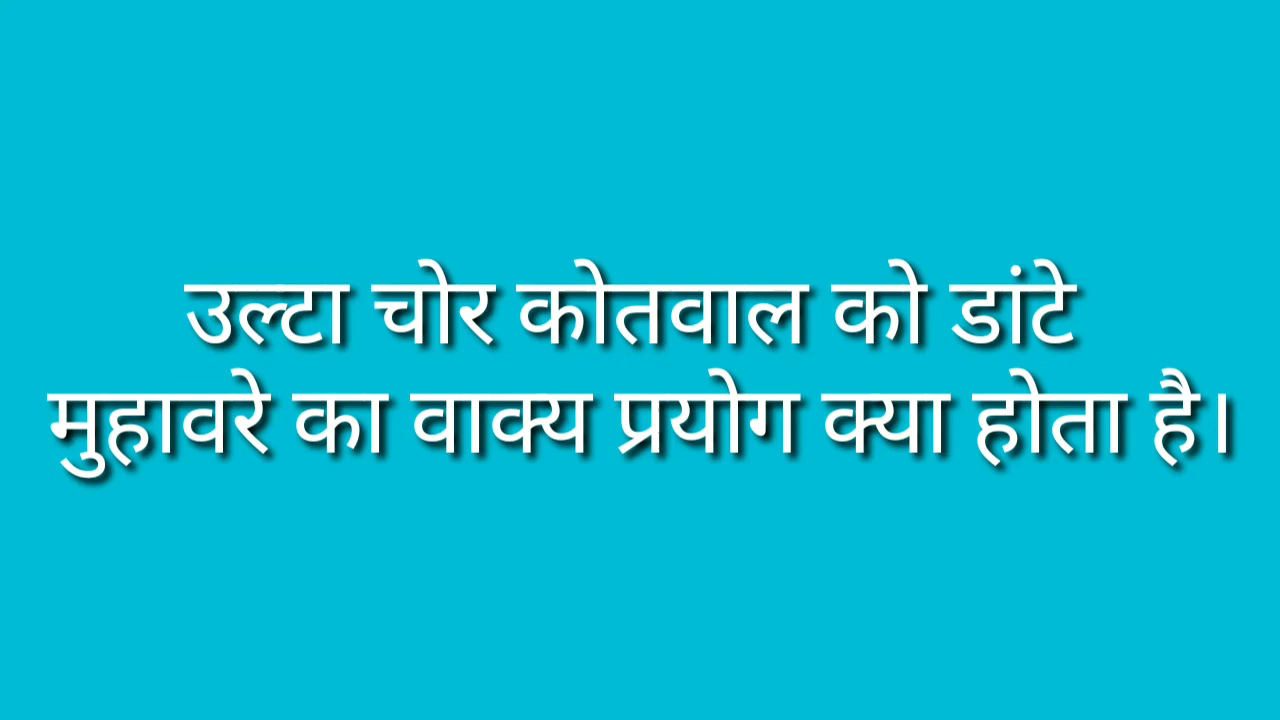 उल्टा चोर कोतवाल को डांटे
मुहावरे का वाक्य प्रयोग क्या होता है।